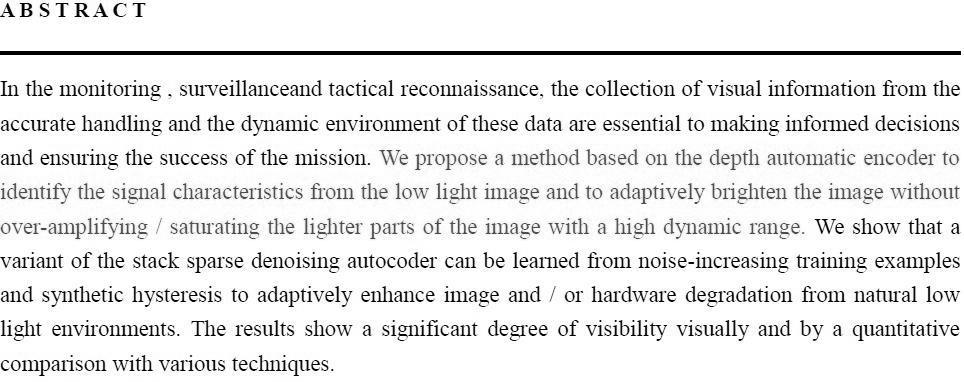 ABSTRACT
In the monitoring , surveillanceand tactical reconnaissance, the collection of visual information from the
accurate handling and the dynamic environment of these data are essential to making informed decisions
and ensuring the success of the mission. We propose a method based on the depth automatic encoder to
identify the signal characteristics from the low light image and to adaptively brighten the image without
over-amplifying / saturating the lighter parts of the image with a high dynamic range. We show that a
variant of the stack sparse denoising autocoder can be learned from noise-increasing training examples
and synthetic hysteresis to adaptively enhance image and / or hardware degradation from natural low
light environments. The results show a significant degree of visibility visually and by a quantitative
comparison with various techniques.